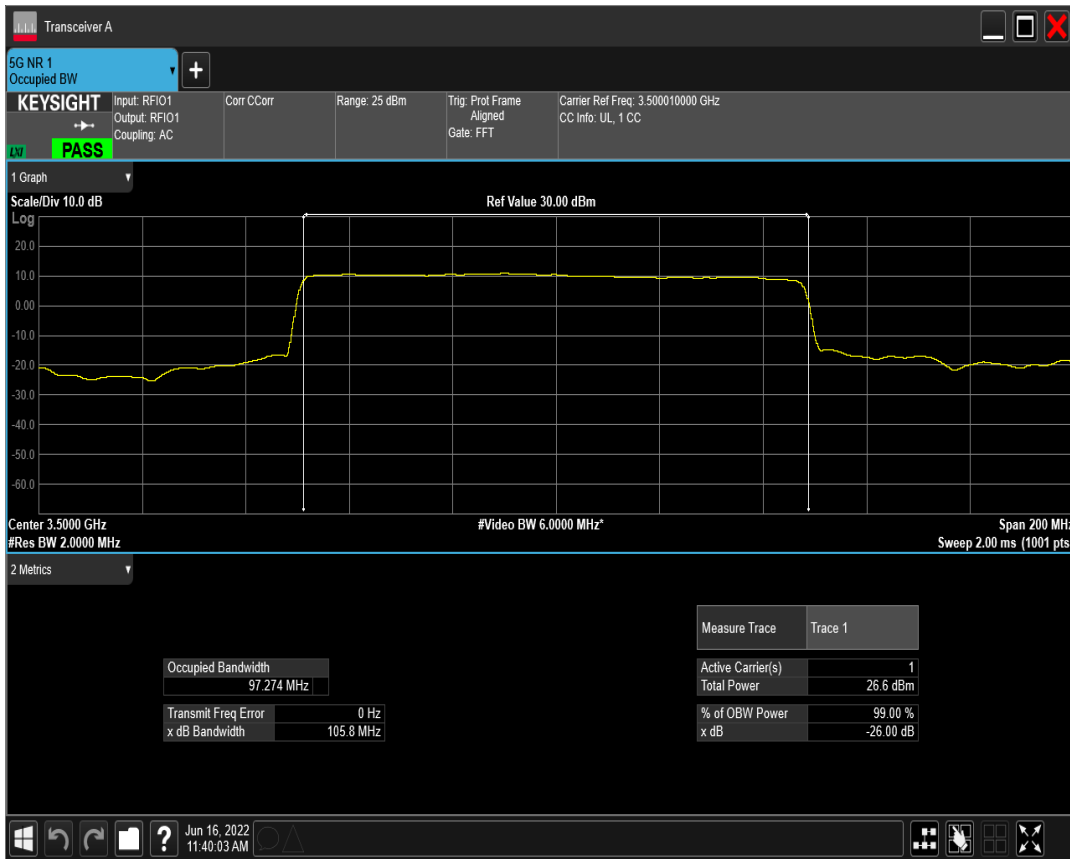 Transceiver A
5G NR 1
Occupied BW
+
KEYSIGHT
LXI
PASS
Input: RFIO1
Output: RFIO1
Coupling: AC
Corr CCorr
Range: 25 dBm
Trig: Prot Frame
Aligned
Gate: FFT
Carrier Ref Freq: 3.500010000 GHz
CC Info: UL, 1 CC
1 Graph
Scale/Div 10.0 dB
Ref Value 30.00 dBm
Log
20.0
10.0
0.00
-10.0
-20.0
-30.0
-40.0
-50.0
-60.0
Center 3.5000 GHz
#Video BW 6.0000 MHz*
Span 200 MHz
#Res BW 2.0000 MHz
Sweep 2.00 ms (1001 pts
2 Metrics
Measure Trace Trace 1
Occupied Bandwidth
97.274 MHz
Active Carrier(s) 1
Total Power 26.6 dBm
Transmit Freq Error 0 Hz
x dB Bandwidth 105.8 MHz
% of OBW Power 99.00 %
x dB -26.00 dB
?
Jun 16, 2022
11:40:03 AM